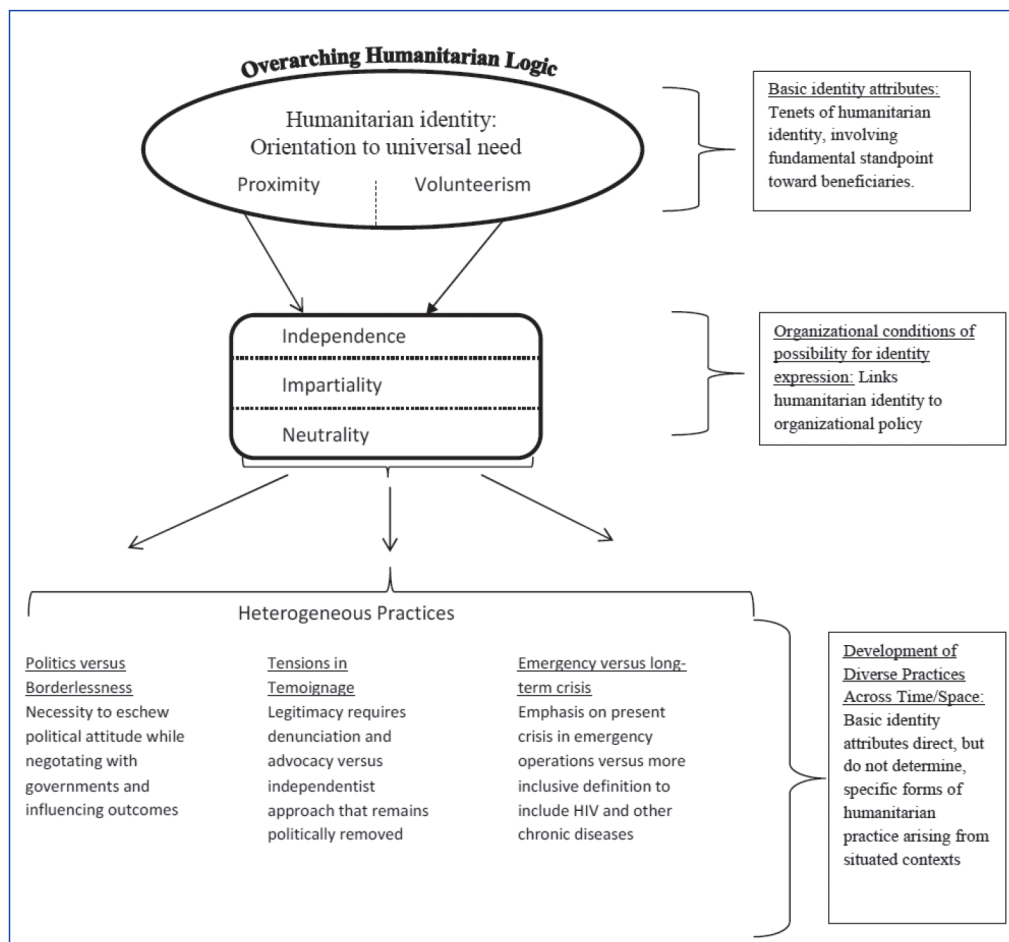 Overarching Humanitarian Logic
Humanitarian identity:
Orientation to universal need
Proximity
Volunteerism
Basic identity attributes:
Tenets of humanitarian
identity, involving
fundamental standpoint
toward beneficiaries.
Independence
Impartiality
Neutrality
Organizational conditions of
possibility for identity
expression: Links
humanitarian identity to
organizational policy
Heterogeneous Practices
Politics versus
Borderlessness
Necessity to eschew
political attitude while
negotating with
governments and
influencing outcomes
Tensions in
Temoignage
Legitimacy requires
denunciation and
advocacy versus
independentist
approach that remains
politically removed
Emergency versus long-
term crisis
Emphasis on present
crisis in emergency
operations versus more
inclusive definition to
include HIV and other
chronic diseases
Development of
Diverse Practices
Across Time/Space:
Basic identity
attributes direct, but
do not determine,
specific forms of
humanitarian
practice arising from
situated contexts